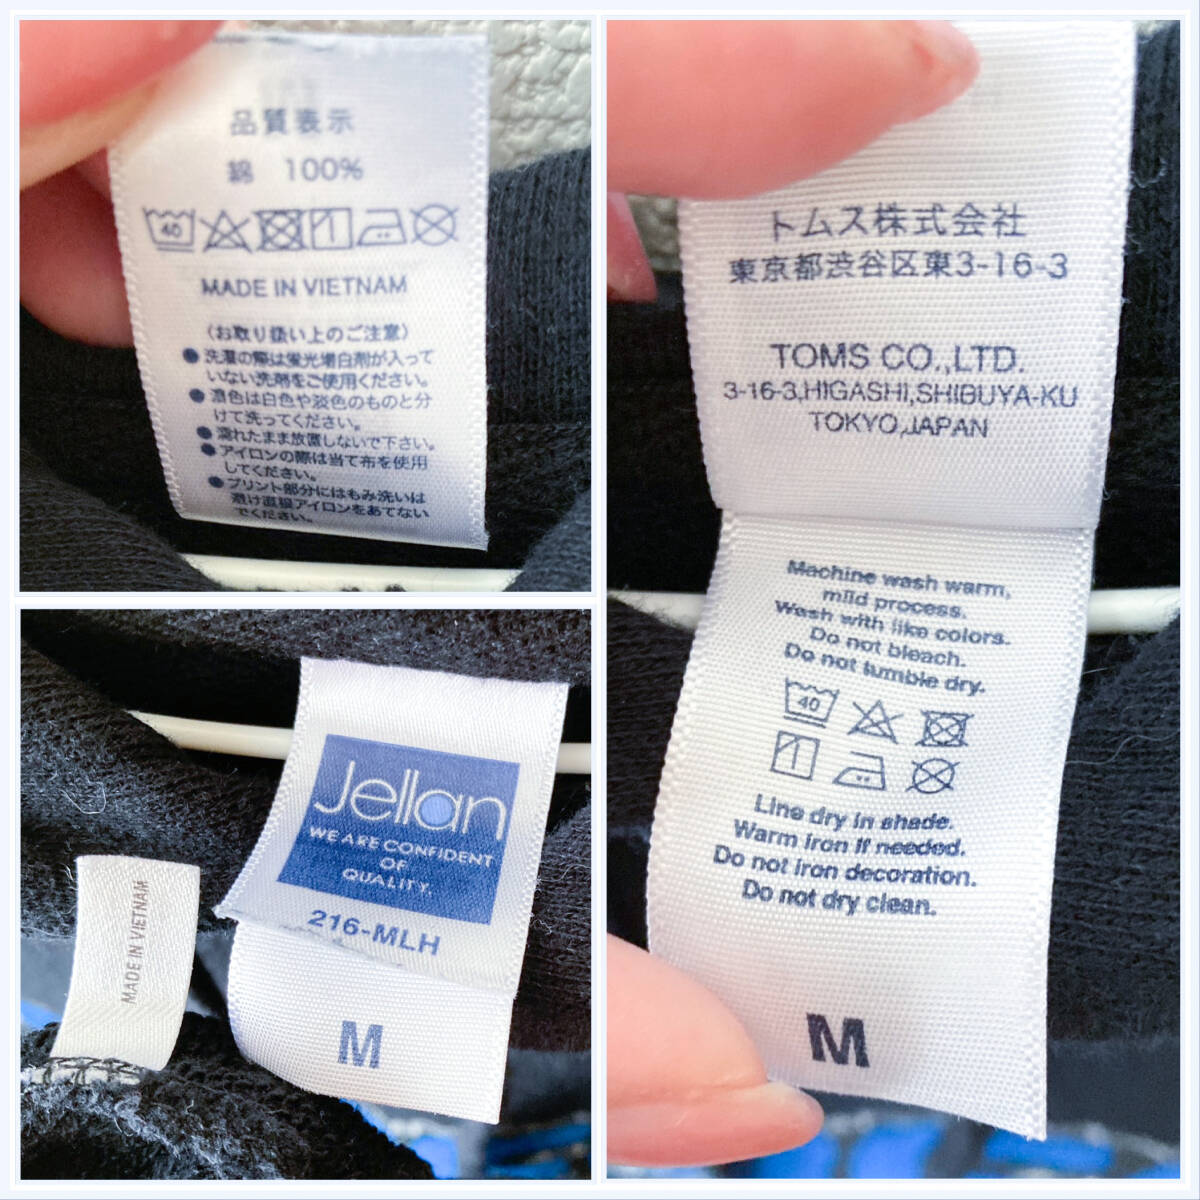 品質表示
綿 100%
40
MADE IN VIETNAM
〈お取り扱い上のご注意〉
●洗濯の際は蛍光増白剤が入って
いない洗剤をご使用ください。
●濃色は白色や淡色のものと分
けて洗ってください。
●濡れたまま放置しないで下さい。
●アイロンの際は当て布を使用
してください。
●プリント部分にはもみ洗いは
避け直接アイロンをあてない
でください。
Jellan
WE ARE CONFIDENT
OF
QUALITY.
216-MLH
M
MADE IN VIETNAM
トムス株式会社
東京都渋谷区東3-16-3
TOMS CO.,LTD.
3-16-3,HIGASHI,SHIBUYA-KU
TOKYO,JAPAN
Machine wash warm,
mild process.
Wash with like colors.
Do not bleach.
Do not tumble dry.
40
Line dry in shade.
Warm iron if needed.
Do not iron decoration.
Do not dry clean.
M